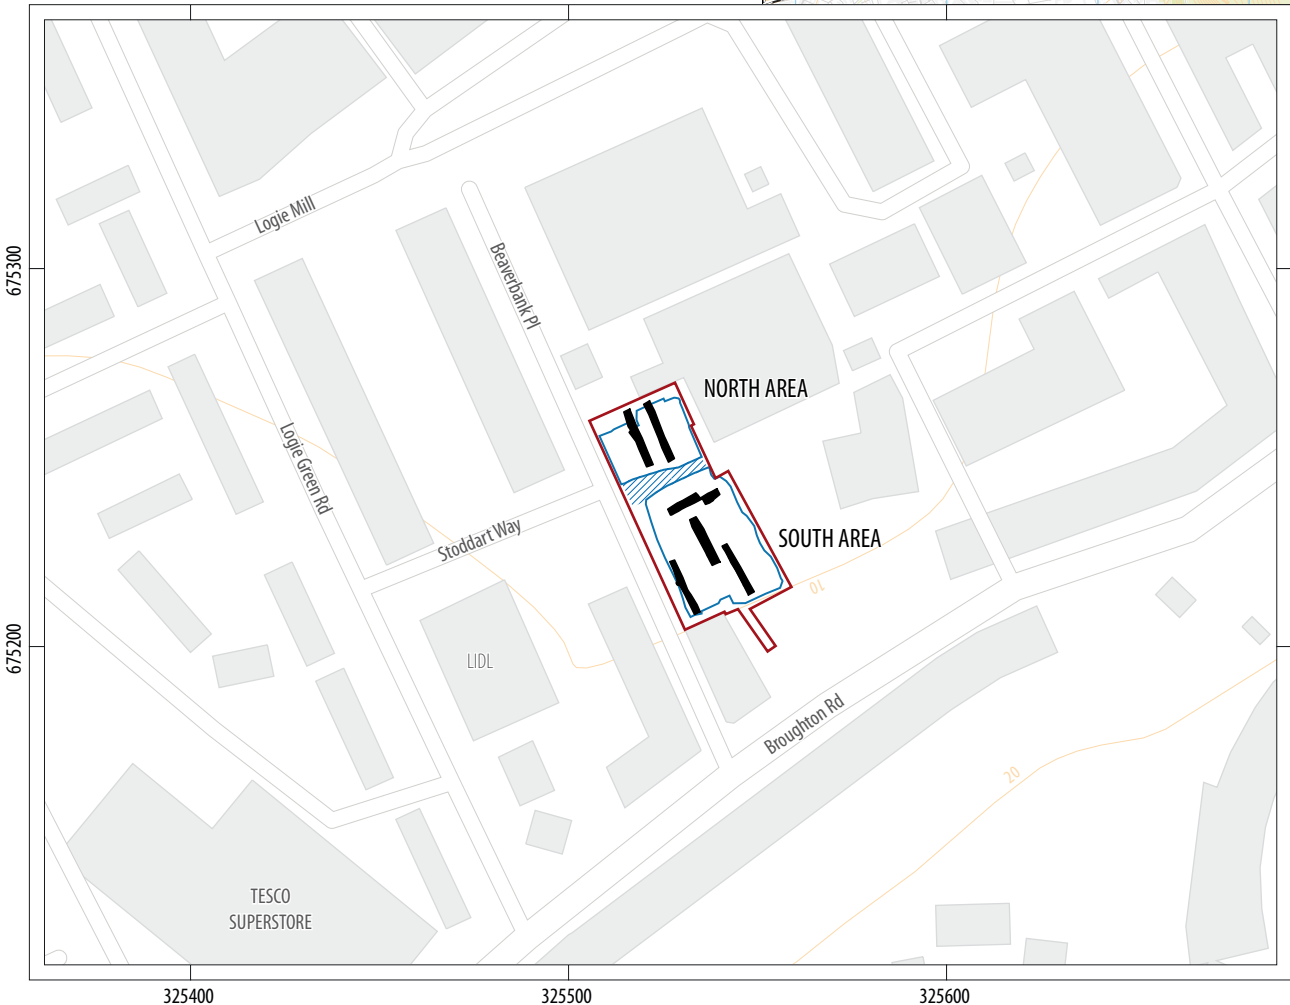 Logie Mill
675300
Beaverbank Pl
NORTH AREA
Logie Green Rd
Stoddart Way
SOUTH AREA
10
675200
LIDL
Broughton Rd
20
TESCO
SUPERSTORE
325400
325500
325600